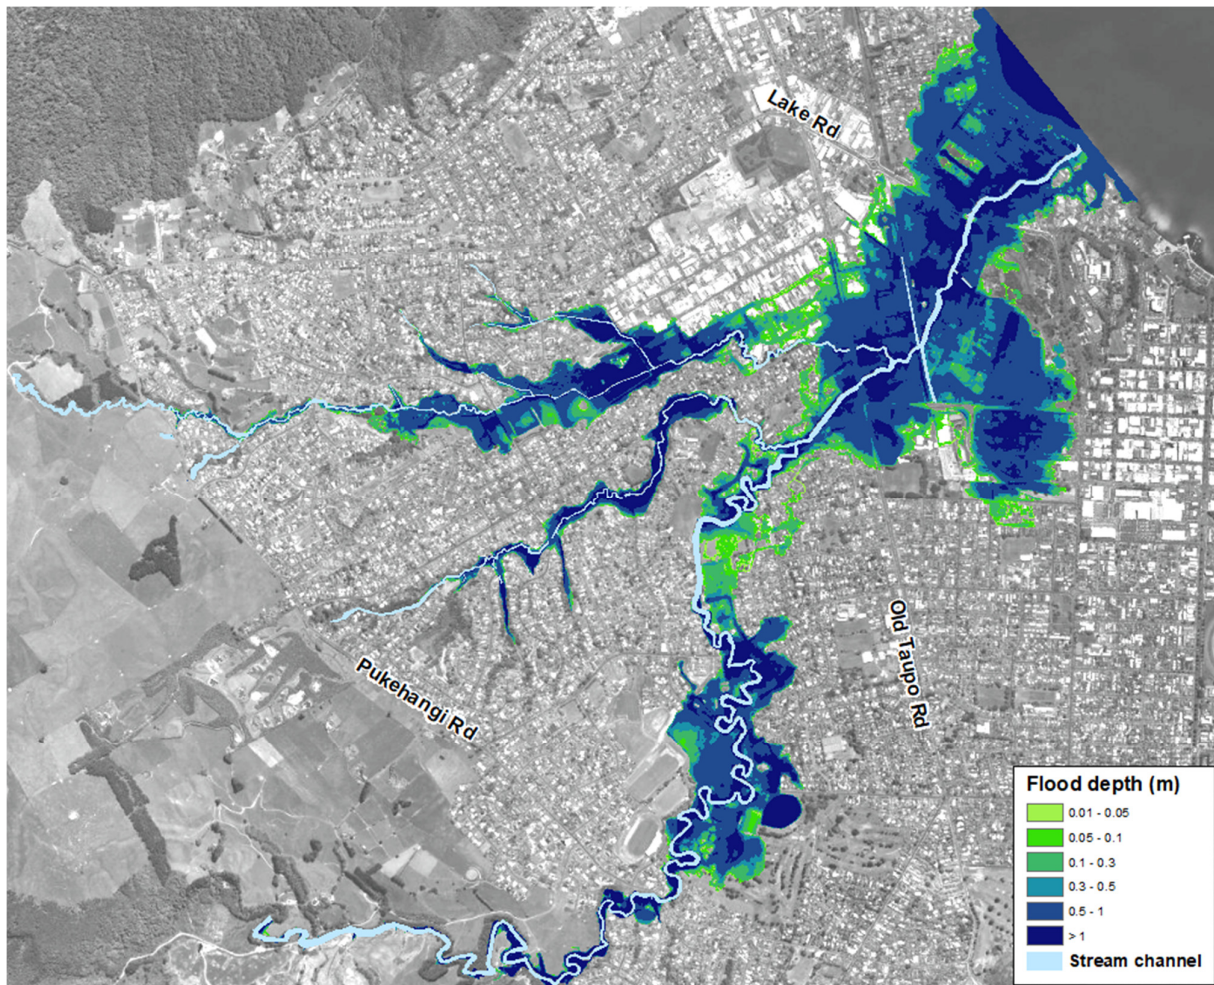 Lake Rd
Old Taupo Rd
Pukehangi Rd
Flood depth (m)
0.01 - 0.05
0.05 - 0.1
0.1 - 0.3
0.3 - 0.5
0.5 - 1
> 1
Stream channel